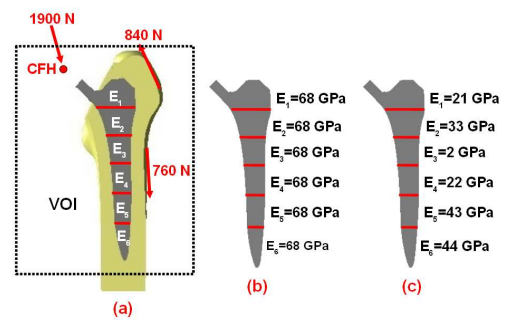 1900 N
840 N
CFH
E1
E2
E3
E4
E5
E6
760 N
VOI
(a)
E1=68 GPa
E2=68 GPa
E3=68 GPa
E4=68 GPa
E5=68 GPa
E6=68 GPa
(b)
E1=21 GPa
E2=33 GPa
E3=2 GPa
E4=22 GPa
E5=43 GPa
E6=44 GPa
(c)